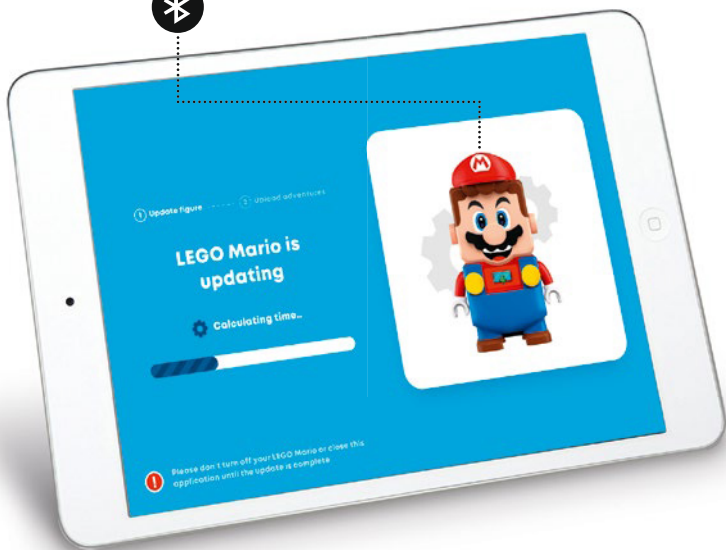 ① Update figure ② Upload adventures
LEGO Mario is
updating
Calculating time...
Please don't turn off your LEGO Mario or close this
application until the update is complete
M